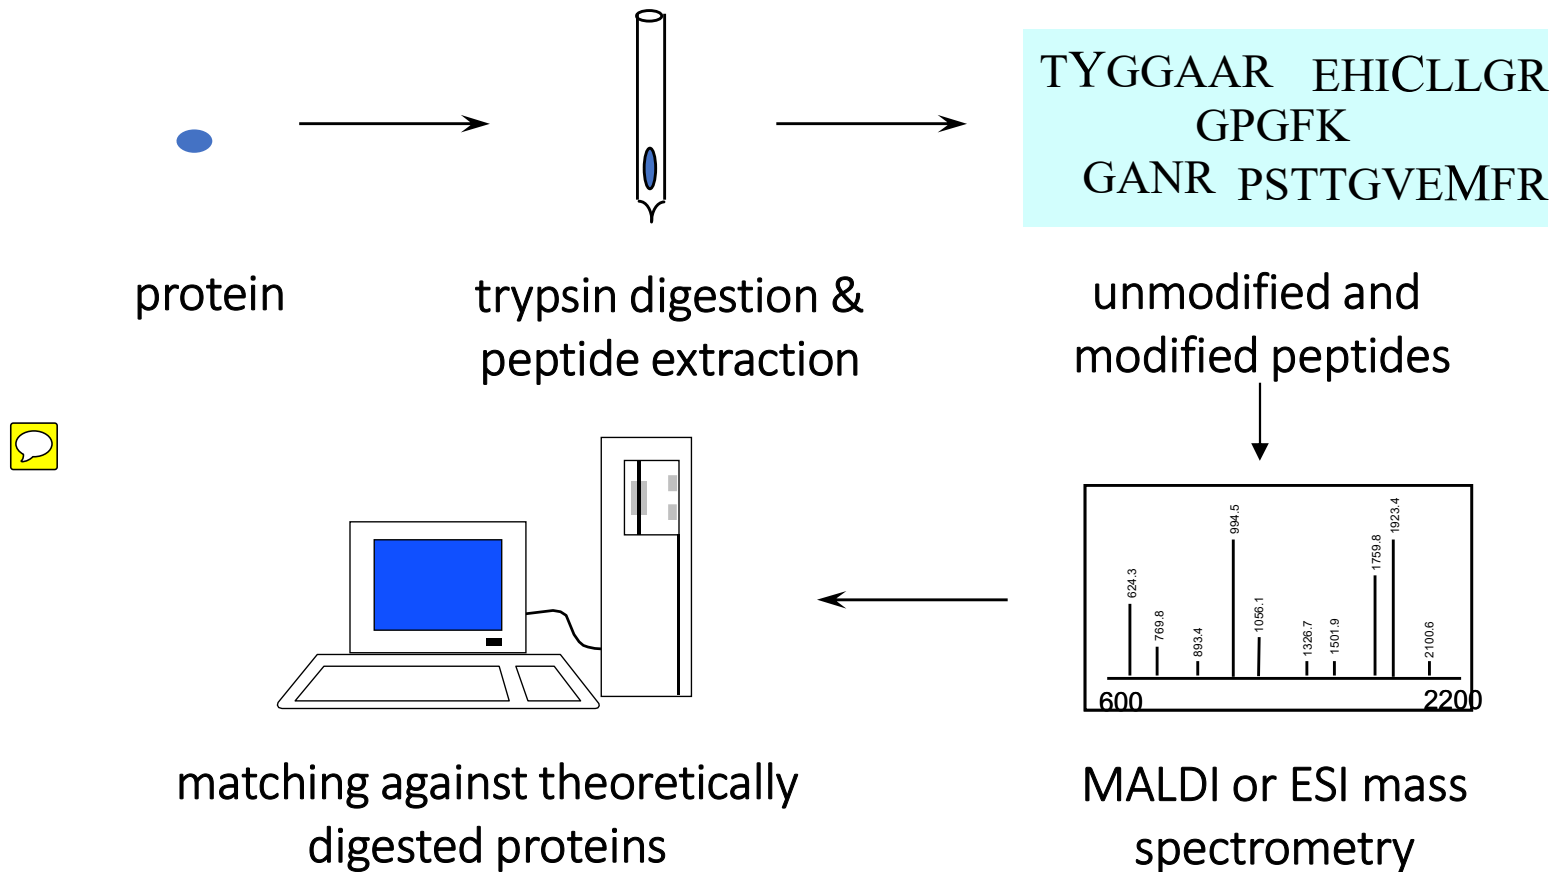 TYGGAAR EHICLLGR
GPGFK
GANR PSTTGVEMFR
protein
trypsin digestion &
peptide extraction
unmodified and
modified peptides
624.3
769.8
893.4
994.5
1056.1
1326.7
1501.9
1759.8
1923.4
2100.6
600 2200
matching against theoretically
digested proteins
MALDI or ESI mass
spectrometry